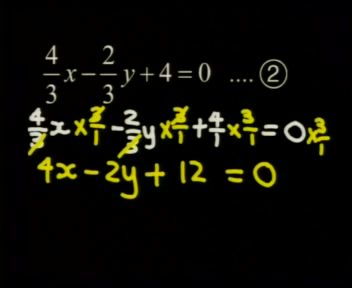 4/3 x − 2/3 y + 4 = 0 .... ②
4/3 x × 3/1 − 2/3 y × 3/1 + 4/1 × 3/1 = 0 × 3/1
4x − 2y + 12 = 0